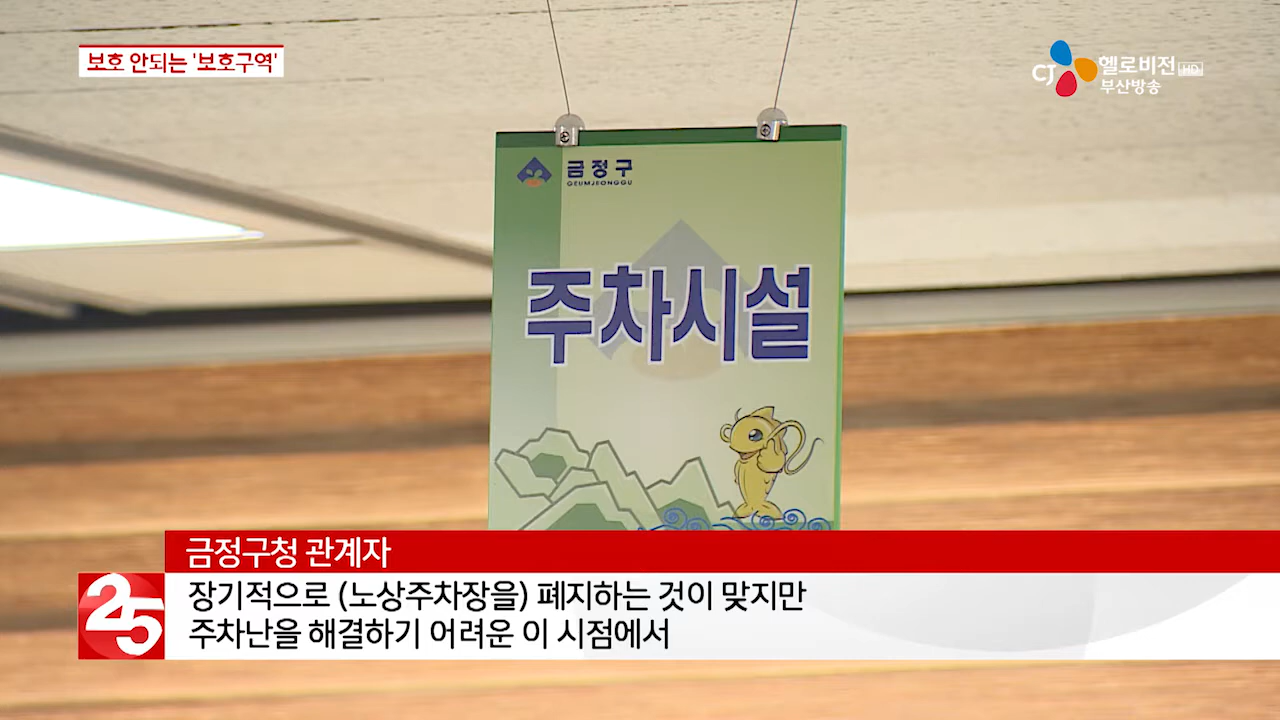 보호 안되는 '보호구역'
CJ 헬로비전 HD
부산방송
금정구
GEUMJEONGGU
주차시설
금정구청 관계자
25
장기적으로 (노상주차장을) 폐지하는 것이 맞지만
주차난을 해결하기 어려운 이 시점에서